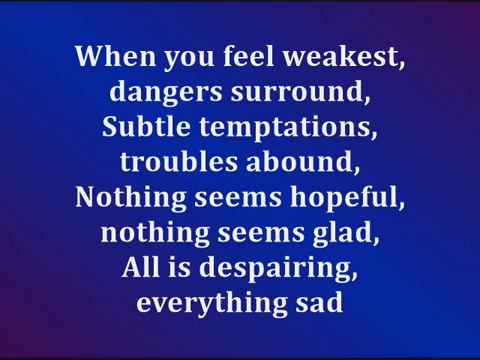 When you feel weakest,
dangers surround,
Subtle temptations,
troubles abound,
Nothing seems hopeful,
nothing seems glad,
All is despairing,
everything sad